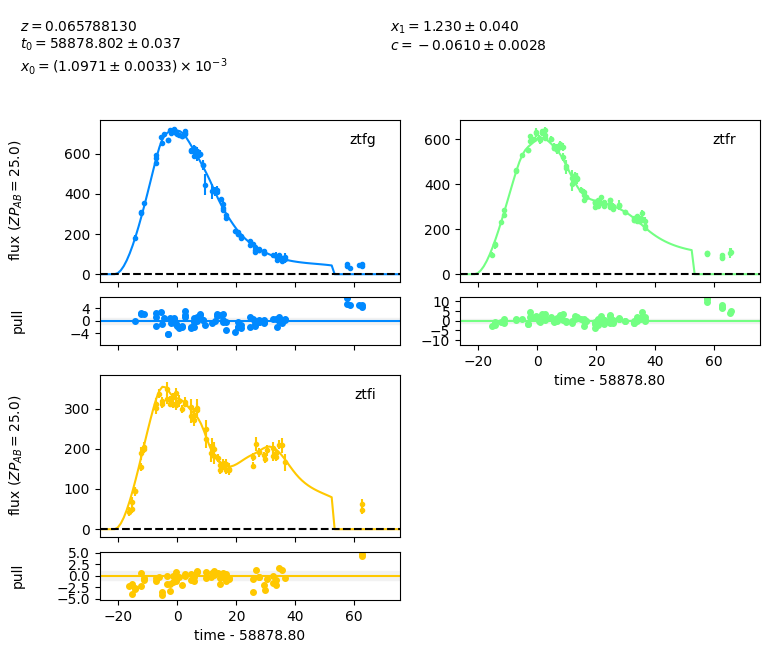 z = 0.065788130
t₀ = 58878.802 ± 0.037
x₀ = (1.0971 ± 0.0033) × 10⁻³
x₁ = 1.230 ± 0.040
c = −0.0610 ± 0.0028
flux (ZP_AB = 25.0)
600
400
200
0
ztfg
pull
4
0
−4
600
400
200
0
ztfr
10
5
0
−5
−10
−20 0 20 40 60
time - 58878.80
flux (ZP_AB = 25.0)
300
200
100
0
ztfi
pull
5.0
2.5
0.0
−2.5
−5.0
−20 0 20 40 60
time - 58878.80